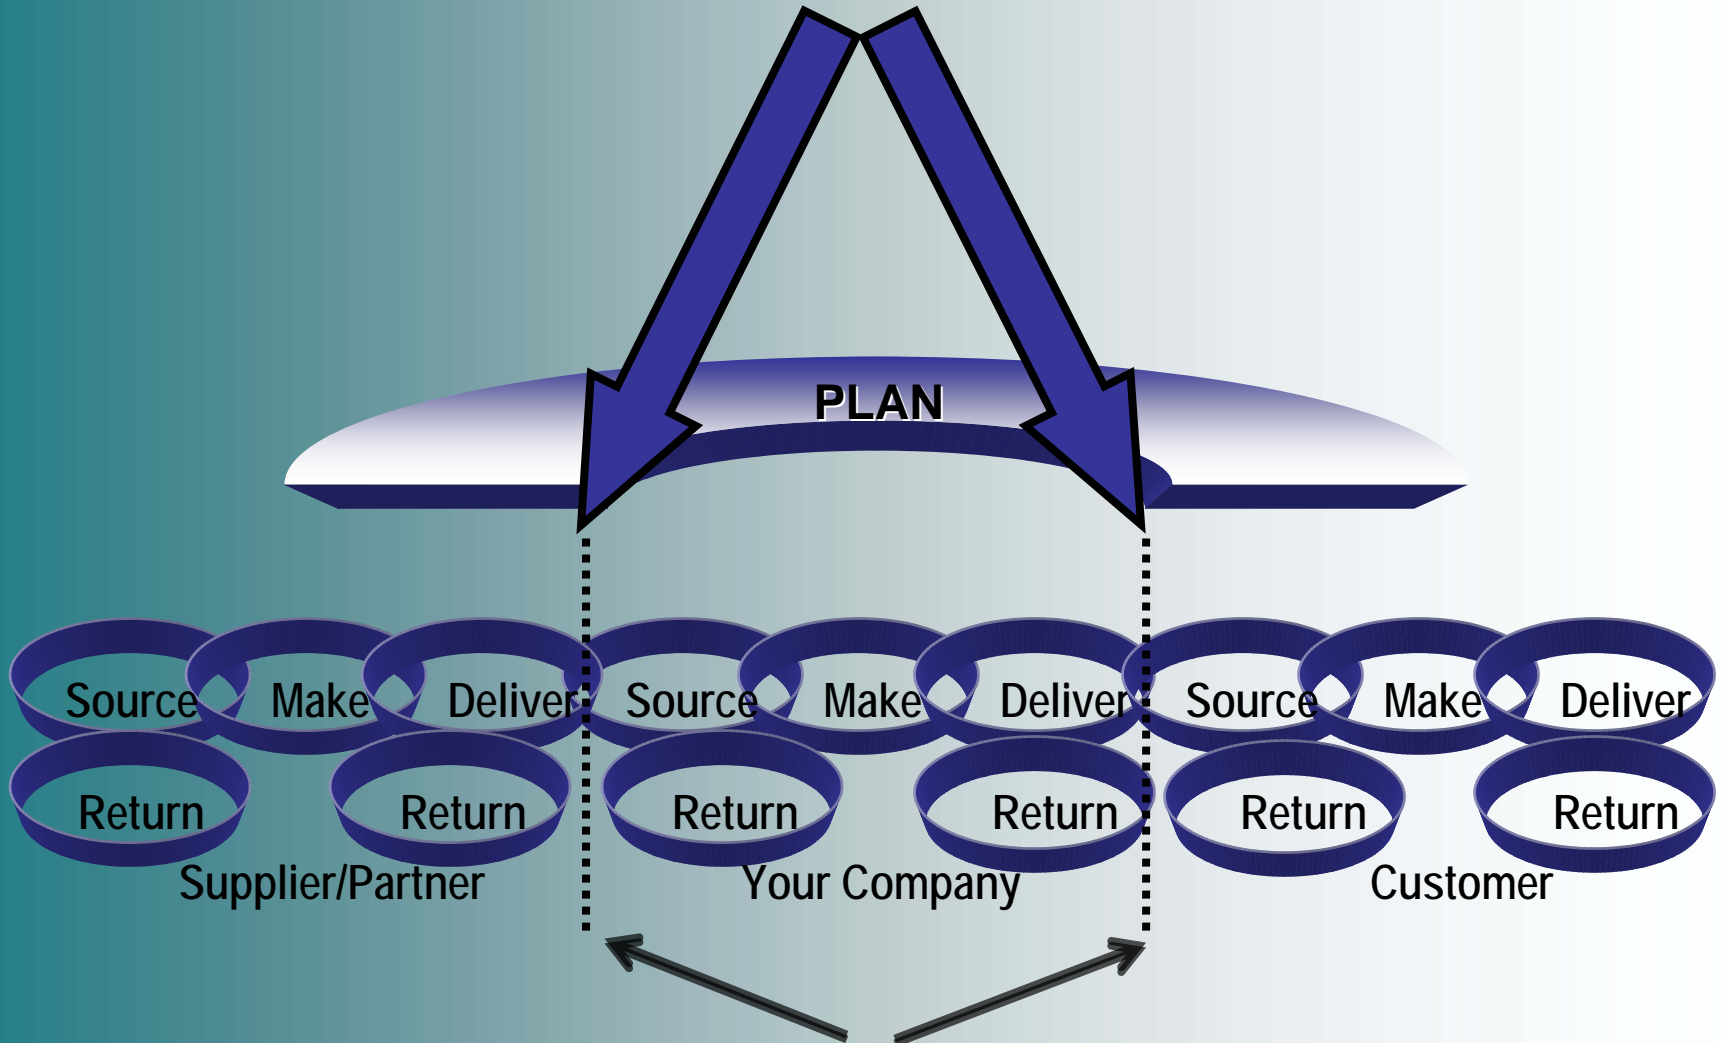 PLAN
Source Make Deliver Source Make Deliver Source Make Deliver
Return Return Return Return Return Return
Supplier/Partner Your Company Customer